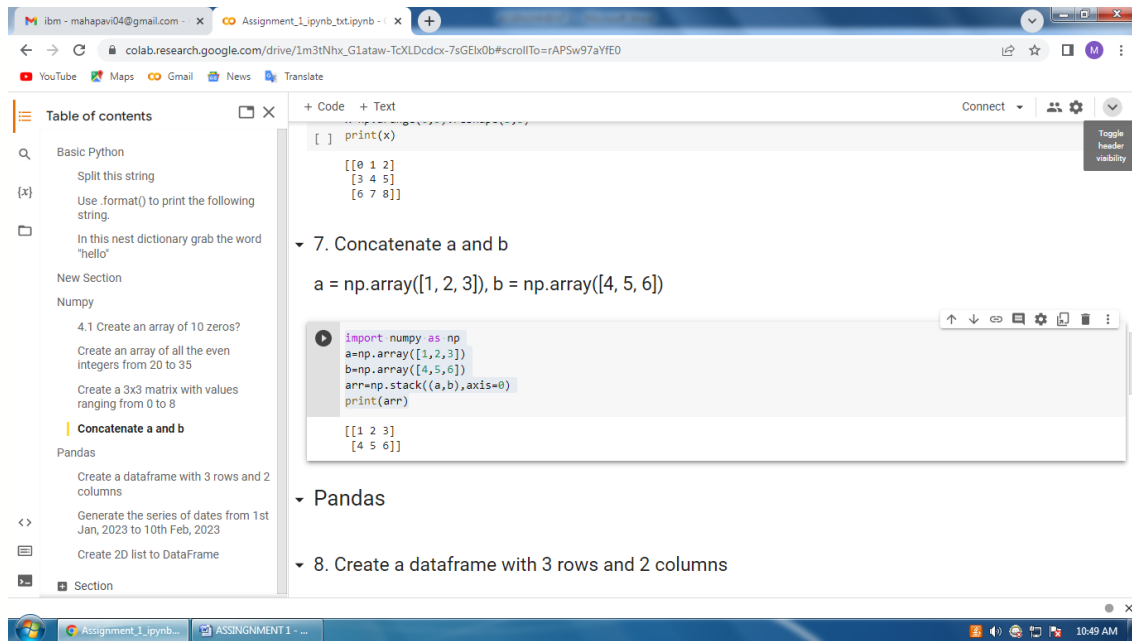 ibm - mahapavi04@gmail.com -
Assignment_1_ipynb_txt.ipynb -
colab.research.google.com/drive/1m3tNhx_G1ataw-TcXLDcdcx-7sGEIx0b#scrollTo=rAPSw97aYfE0
M
YouTube Maps Gmail News Translate
Table of contents
+ Code + Text
Connect
Toggle
header
visibility
Basic Python
Split this string
Use .format() to print the following
string.
In this nest dictionary grab the word
"hello"
New Section
Numpy
4.1 Create an array of 10 zeros?
Create an array of all the even
integers from 20 to 35
Create a 3x3 matrix with values
ranging from 0 to 8
Concatenate a and b
Pandas
Create a dataframe with 3 rows and 2
columns
Generate the series of dates from 1st
Jan, 2023 to 10th Feb, 2023
Create 2D list to DataFrame
Section
{x}
[ ] print(x)
[[0 1 2]
[3 4 5]
[6 7 8]]
7. Concatenate a and b
a = np.array([1, 2, 3]), b = np.array([4, 5, 6])
import numpy as np
a=np.array([1,2,3])
b=np.array([4,5,6])
arr=np.stack((a,b),axis=0)
print(arr)
[[1 2 3]
[4 5 6]]
Pandas
8. Create a dataframe with 3 rows and 2 columns
Assignment_1_ipynb...
ASSINGNMENT 1 - ...
10:49 AM